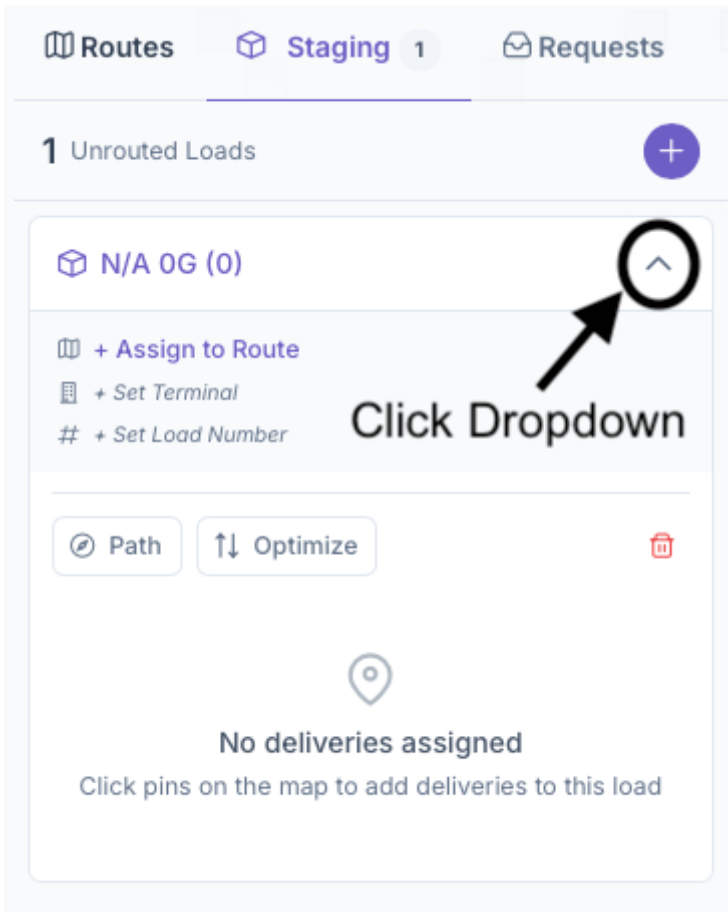 Routes Staging 1 Requests
1 Unrouted Loads
N/A 0G (0)
+ Assign to Route
+ Set Terminal
# + Set Load Number
Click Dropdown
Path Optimize
No deliveries assigned
Click pins on the map to add deliveries to this load